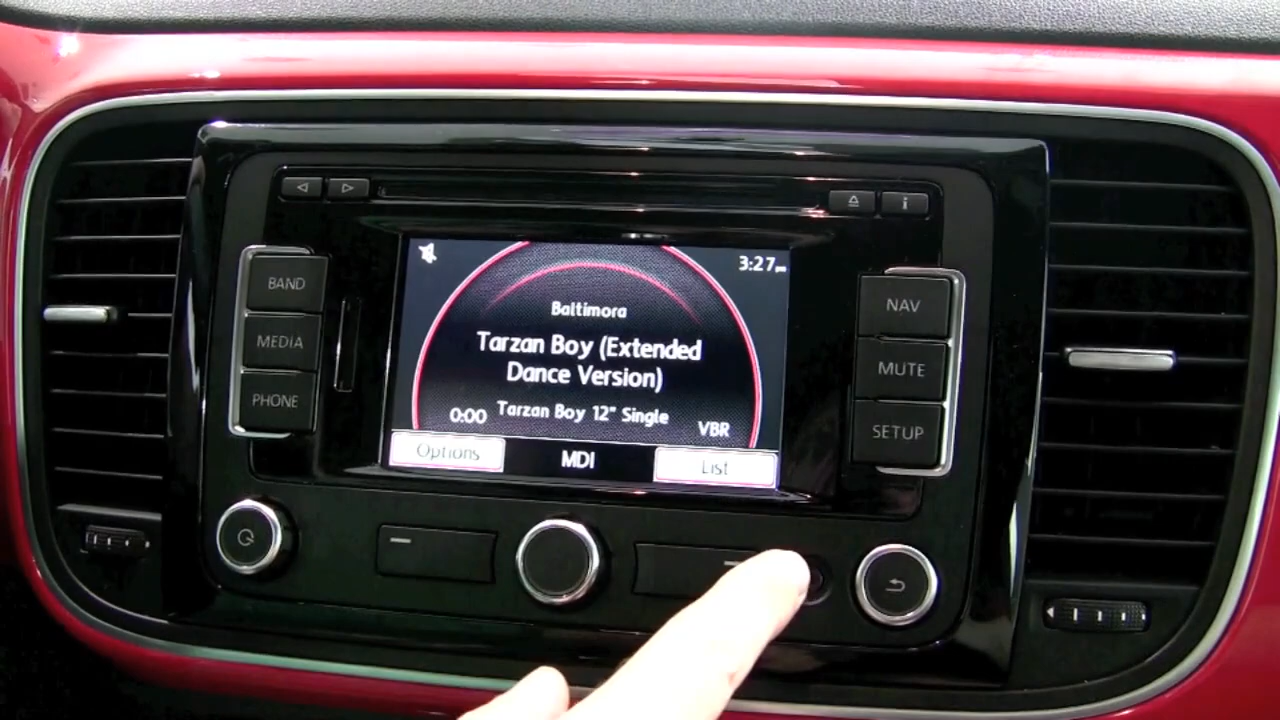 i
BAND
MEDIA
PHONE
3:27pm
Baltimora
Tarzan Boy (Extended
Dance Version)
0:00 Tarzan Boy 12" Single VBR
Options MDI List
NAV
MUTE
SETUP